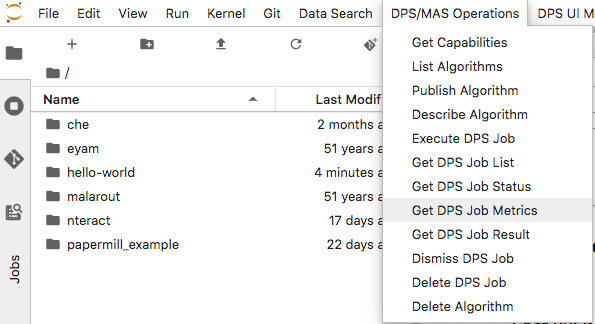 File Edit View Run Kernel Git Data Search DPS/MAS Operations DPS UI M
/
Name Last Modif
che 2 months a
eyam 51 years a
hello-world 4 minutes a
malarout 51 years a
nteract 17 days a
papermill_example 22 days a
Jobs
Get Capabilities
List Algorithms
Publish Algorithm
Describe Algorithm
Execute DPS Job
Get DPS Job List
Get DPS Job Status
Get DPS Job Metrics
Get DPS Job Result
Dismiss DPS Job
Delete DPS Job
Delete Algorithm